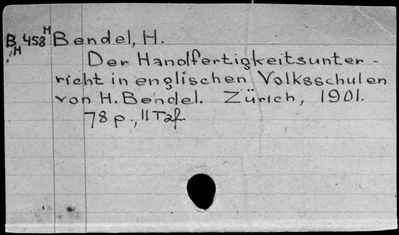 B 458 H Bendel, H.
H Der Handfertigkeitsunter-
richt in englischen Volksschulen
von H. Bendel. Zürich, 1901.
78 p., 11 Taf.